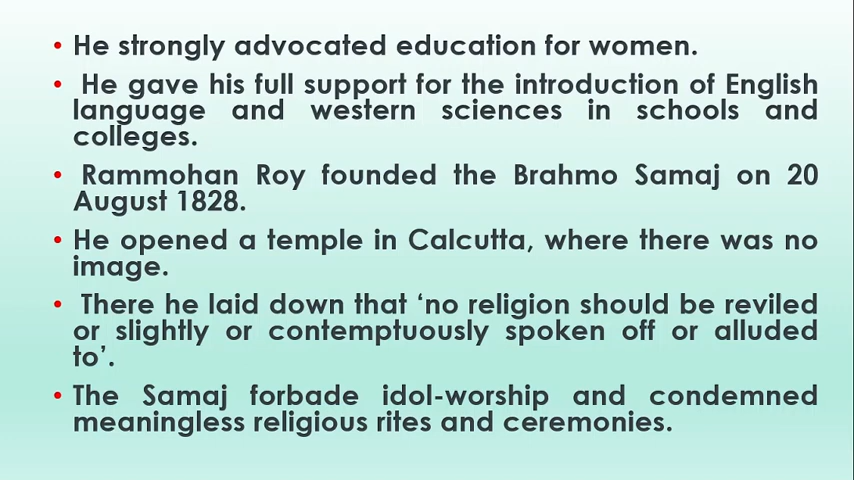 • He strongly advocated education for women.
• He gave his full support for the introduction of English
language and western sciences in schools and
colleges.
• Rammohan Roy founded the Brahmo Samaj on 20
August 1828.
• He opened a temple in Calcutta, where there was no
image.
• There he laid down that ‘no religion should be reviled
or slightly or contemptuously spoken off or alluded
to’.
• The Samaj forbade idol-worship and condemned
meaningless religious rites and ceremonies.